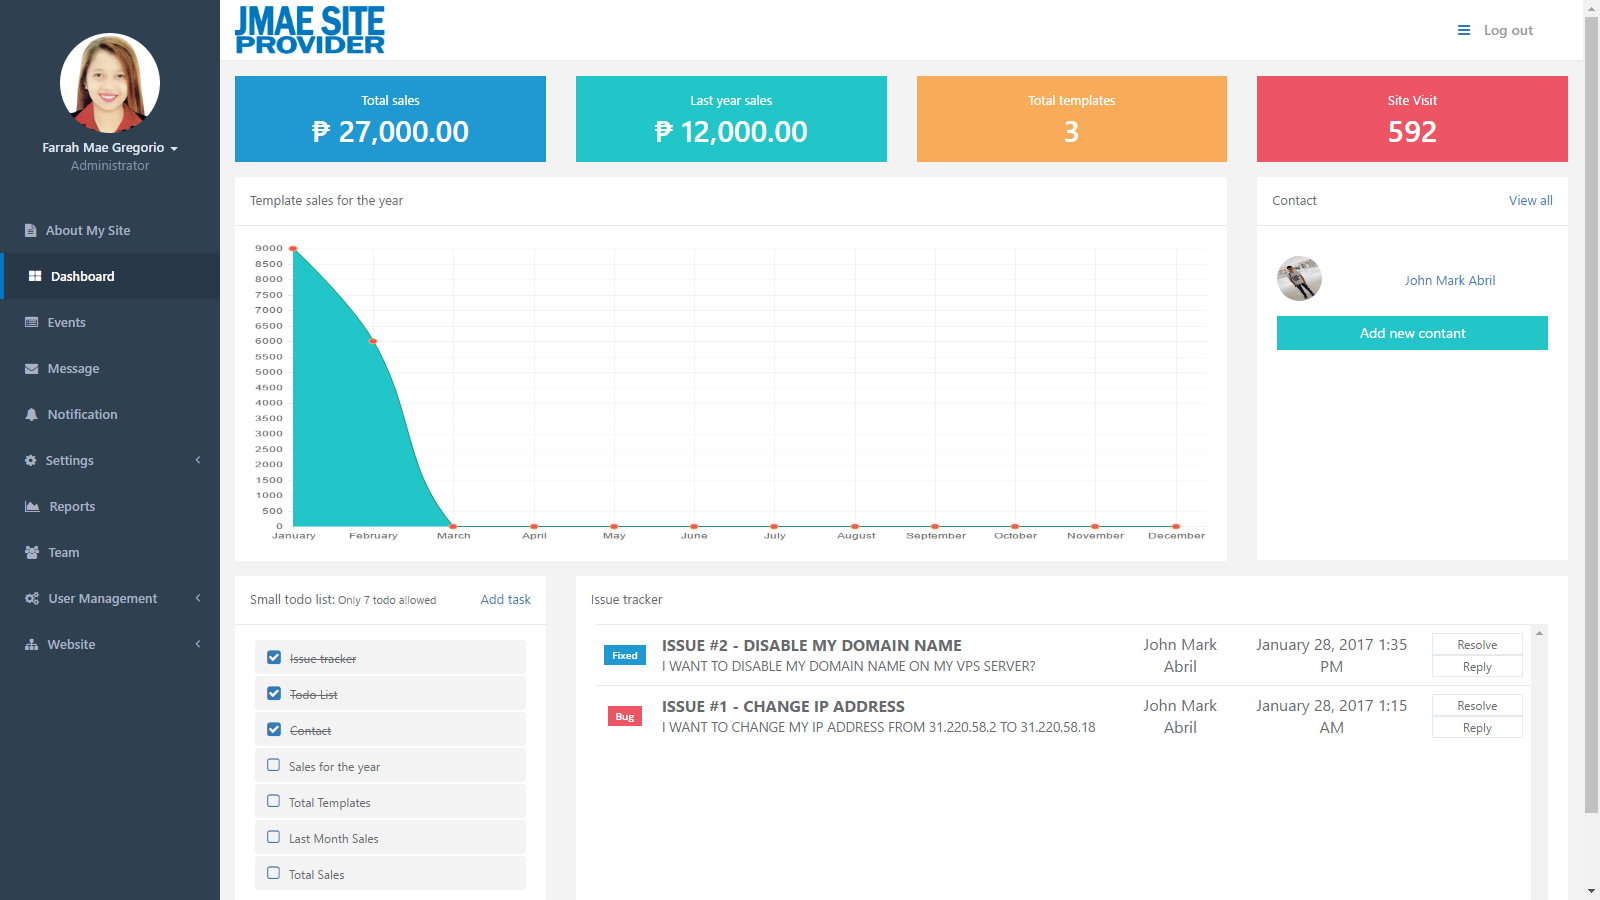 JMAE SITE
PROVIDER
Log out
Farrah Mae Gregorio
Administrator
About My Site
Dashboard
Events
Message
Notification
Settings
Reports
Team
User Management
Website
Total sales
₱ 27,000.00
Last year sales
₱ 12,000.00
Total templates
3
Site Visit
592
Template sales for the year
9000
8500
8000
7500
7000
6500
6000
5500
5000
4500
4000
3500
3000
2500
2000
1500
1000
500
0
January February March April May June July August September October November December
Contact View all
John Mark Abril
Add new contant
Small todo list: Only 7 todo allowed Add task
Issue tracker
Todo List
Contact
Sales for the year
Total Templates
Last Month Sales
Total Sales
Issue tracker
Fixed
ISSUE #2 - DISABLE MY DOMAIN NAME
I WANT TO DISABLE MY DOMAIN NAME ON MY VPS SERVER?
John Mark
Abril
January 28, 2017 1:35
PM
Resolve
Reply
Bug
ISSUE #1 - CHANGE IP ADDRESS
I WANT TO CHANGE MY IP ADDRESS FROM 31.220.58.2 TO 31.220.58.18
John Mark
Abril
January 28, 2017 1:15
AM
Resolve
Reply